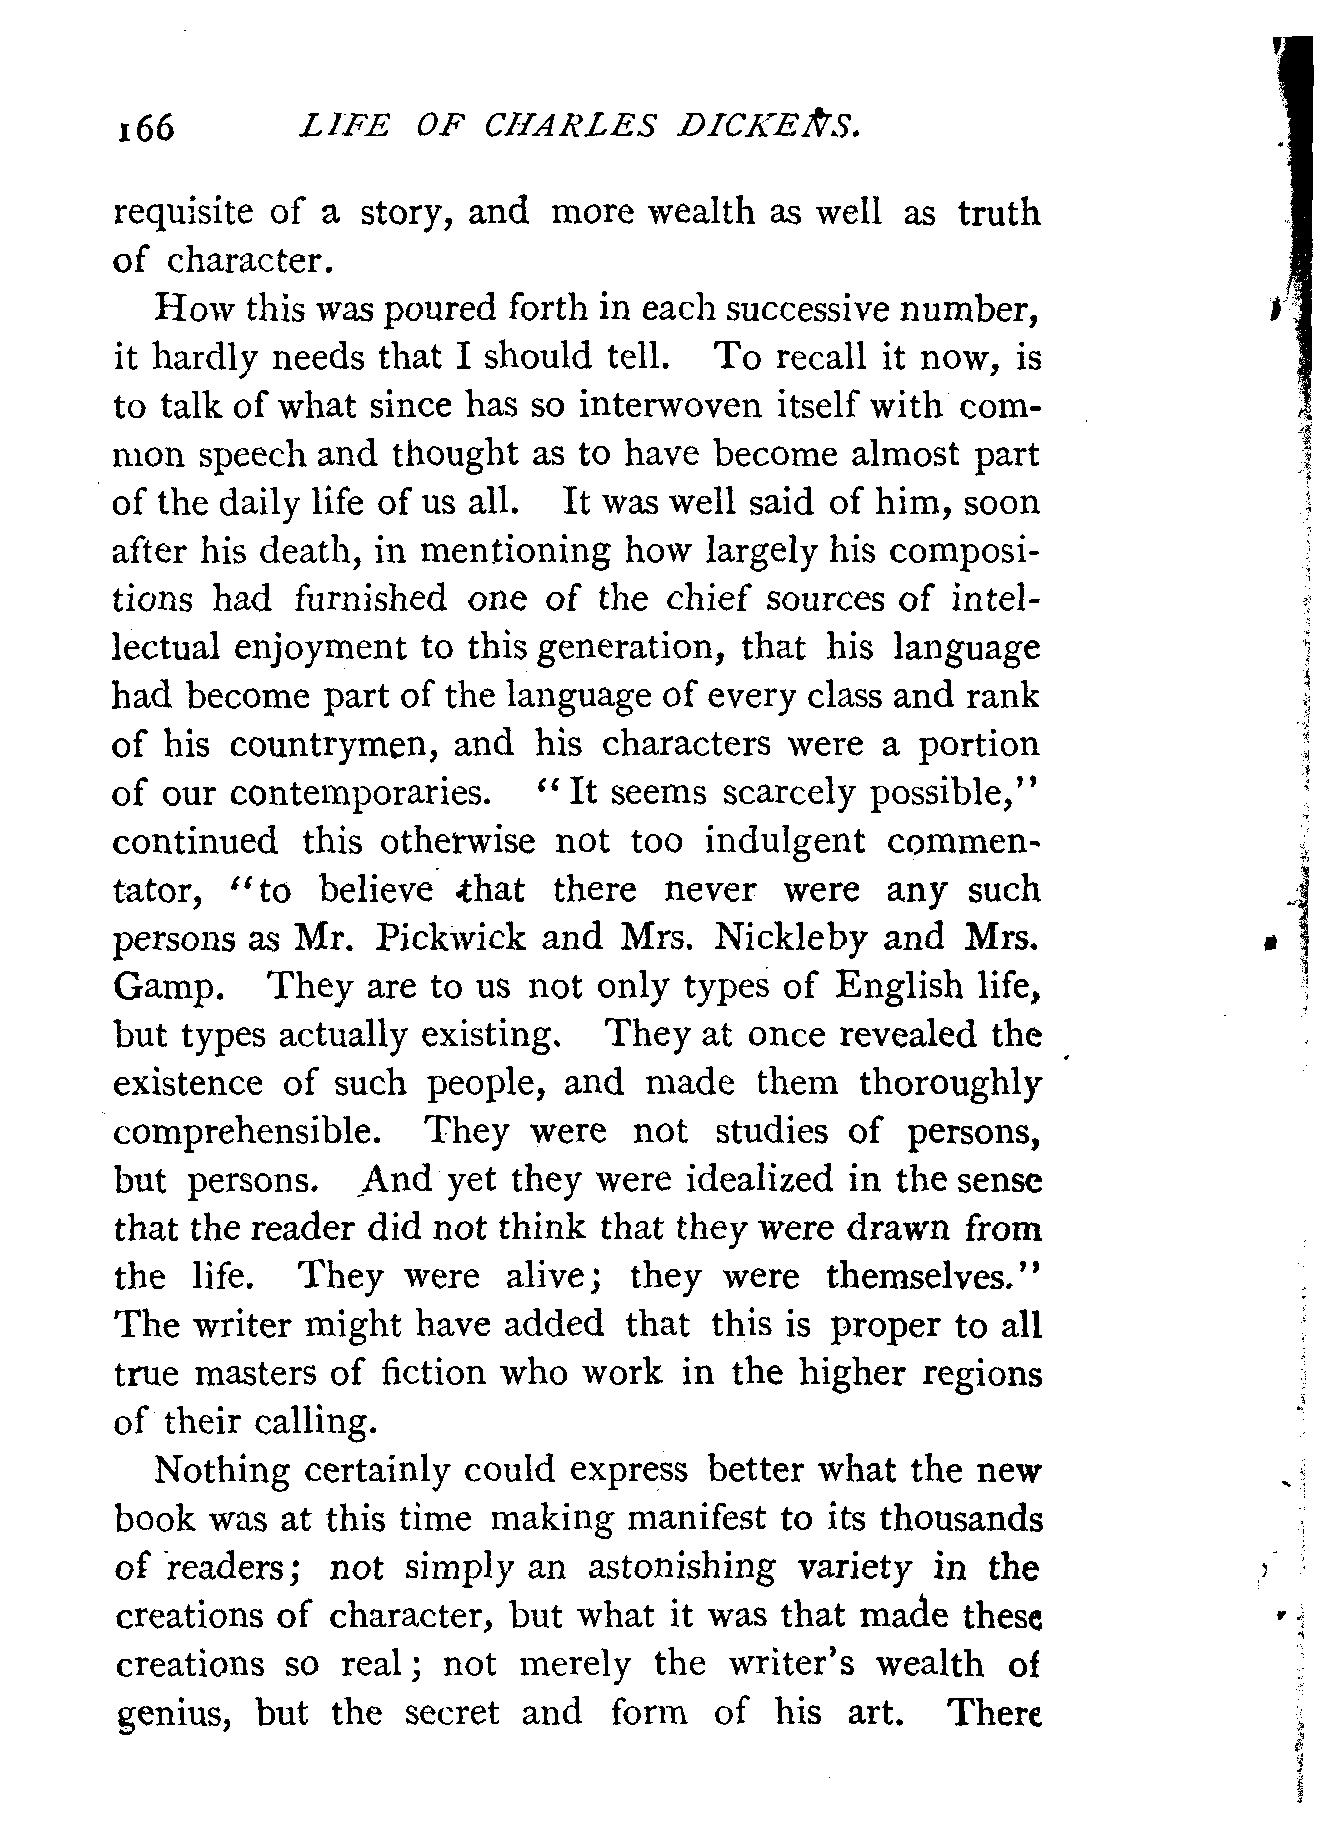 166 LIFE OF CHARLES DICKENS.
requisite of a story, and more wealth as well as truth
of character.
How this was poured forth in each successive number,
it hardly needs that I should tell. To recall it now, is
to talk of what since has so interwoven itself with com-
mon speech and thought as to have become almost part
of the daily life of us all. It was well said of him, soon
after his death, in mentioning how largely his composi-
tions had furnished one of the chief sources of intel-
lectual enjoyment to this generation, that his language
had become part of the language of every class and rank
of his countrymen, and his characters were a portion
of our contemporaries. “It seems scarcely possible,”
continued this otherwise not too indulgent commen-
tator, “to believe that there never were any such
persons as Mr. Pickwick and Mrs. Nickleby and Mrs.
Gamp. They are to us not only types of English life,
but types actually existing. They at once revealed the
existence of such people, and made them thoroughly
comprehensible. They were not studies of persons,
but persons. And yet they were idealized in the sense
that the reader did not think that they were drawn from
the life. They were alive; they were themselves.”
The writer might have added that this is proper to all
true masters of fiction who work in the higher regions
of their calling.
Nothing certainly could express better what the new
book was at this time making manifest to its thousands
of readers; not simply an astonishing variety in the
creations of character, but what it was that made these
creations so real; not merely the writer’s wealth of
genius, but the secret and form of his art. There